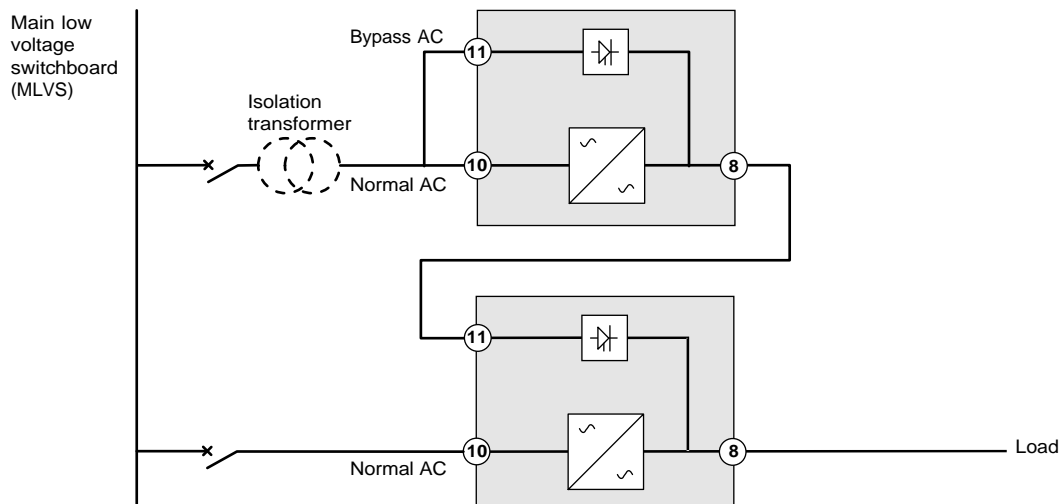 Main low
voltage
switchboard
(MLVS)
Bypass AC
11
Isolation
transformer
10
8
Normal AC
11
10
8
Load
Normal AC